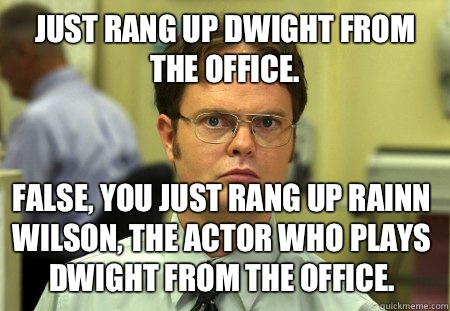 JUST RANG UP DWIGHT FROM
THE OFFICE.
FALSE, YOU JUST RANG UP RAINN
WILSON, THE ACTOR WHO PLAYS
DWIGHT FROM THE OFFICE.
quickmeme.com